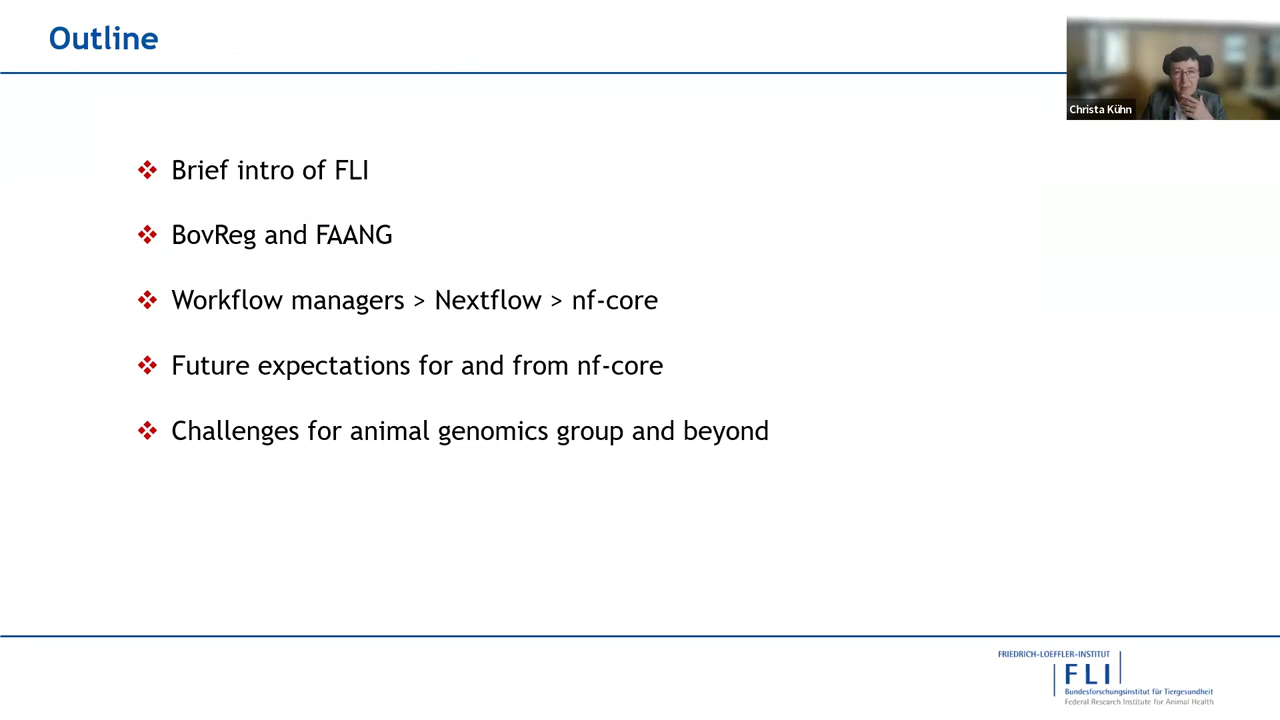 Outline
Christa Kühn
Brief intro of FLI
BovReg and FAANG
Workflow managers > Nextflow > nf-core
Future expectations for and from nf-core
Challenges for animal genomics group and beyond
FRIEDRICH-LOEFFLER-INSTITUT
FLI
Bundesforschungsinstitut für Tiergesundheit
Federal Research Institute for Animal Health